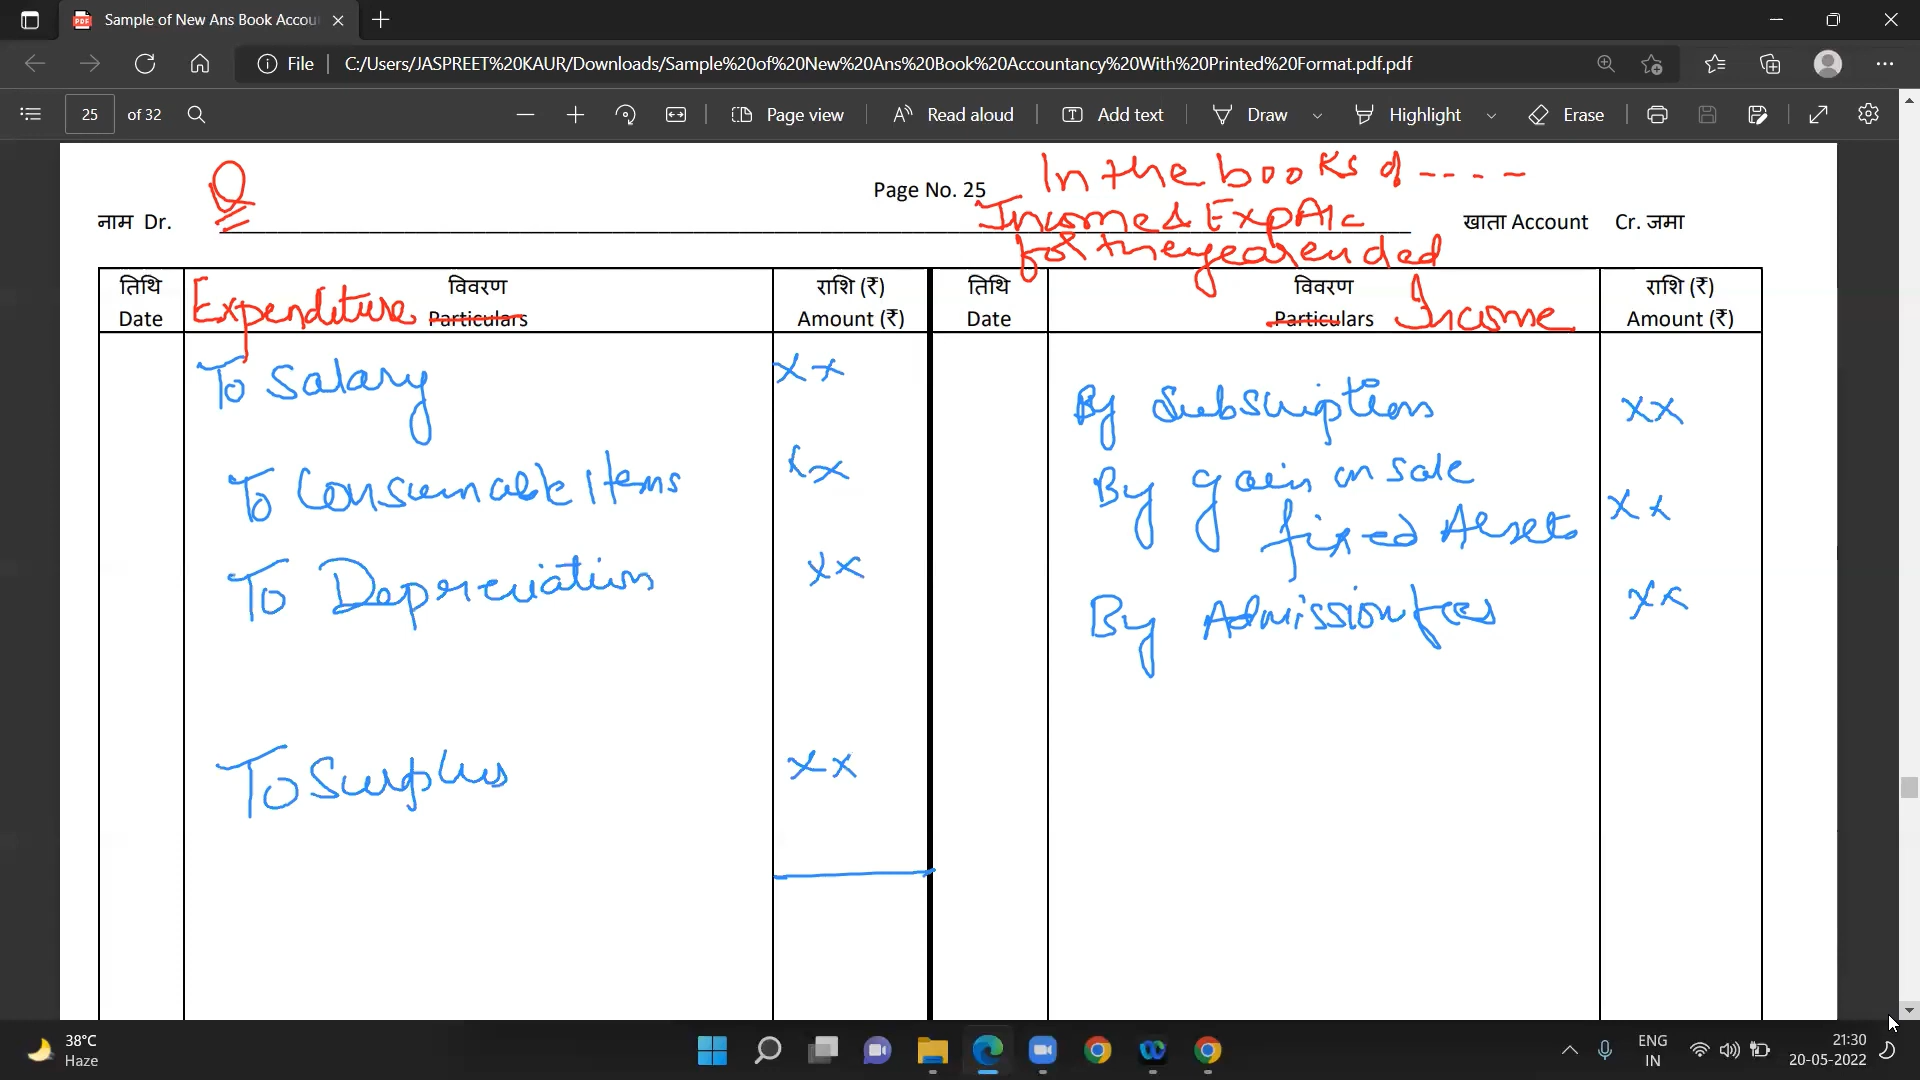 Sample of New Ans Book Accou
File
C:/Users/JASPREET%20KAUR/Downloads/Sample%20of%20New%20Ans%20Book%20Accountancy%20With%20Printed%20Format.pdf.pdf
25 of 32
Page view
Read aloud
Add text
Draw
Highlight
Erase
Page No. 25
In the books of ----
Q
नाम Dr.
Income & Exp A/c
खाता Account Cr. जमा
for the year ended
तिथि विवरण राशि (₹) तिथि विवरण राशि (₹)
Date Expenditure Particulars Amount (₹) Date Particulars Income Amount (₹)
To Salary xx
By Subscriptions xx
To Consumable Items xx
By gain on sale
fixed Assets xx
To Depreciation xx
By Admission fees xx
To Surplus xx
38°C
Haze
ENG
IN
21:30
20-05-2022